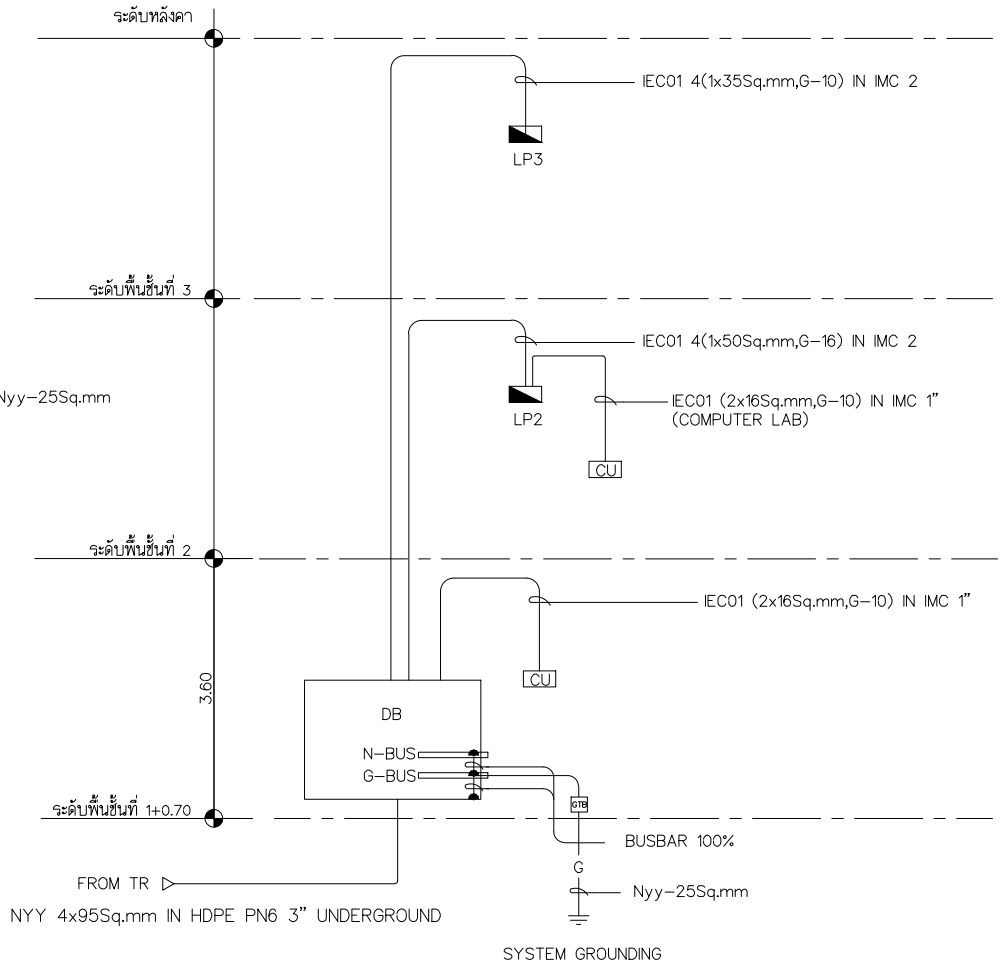 ระดับหลังคา
IEC01 4(1x35Sq.mm,G-10) IN IMC 2
LP3
ระดับพื้นชั้นที่ 3
IEC01 4(1x50Sq.mm,G-16) IN IMC 2
Nyy-25Sq.mm
LP2
IEC01 (2x16Sq.mm,G-10) IN IMC 1"
(COMPUTER LAB)
CU
ระดับพื้นชั้นที่ 2
IEC01 (2x16Sq.mm,G-10) IN IMC 1"
CU
3.60
DB
N-BUS
G-BUS
GTB
ระดับพื้นชั้นที่ 1+0.70
BUSBAR 100%
G
FROM TR
Nyy-25Sq.mm
NYY 4x95Sq.mm IN HDPE PN6 3" UNDERGROUND
SYSTEM GROUNDING